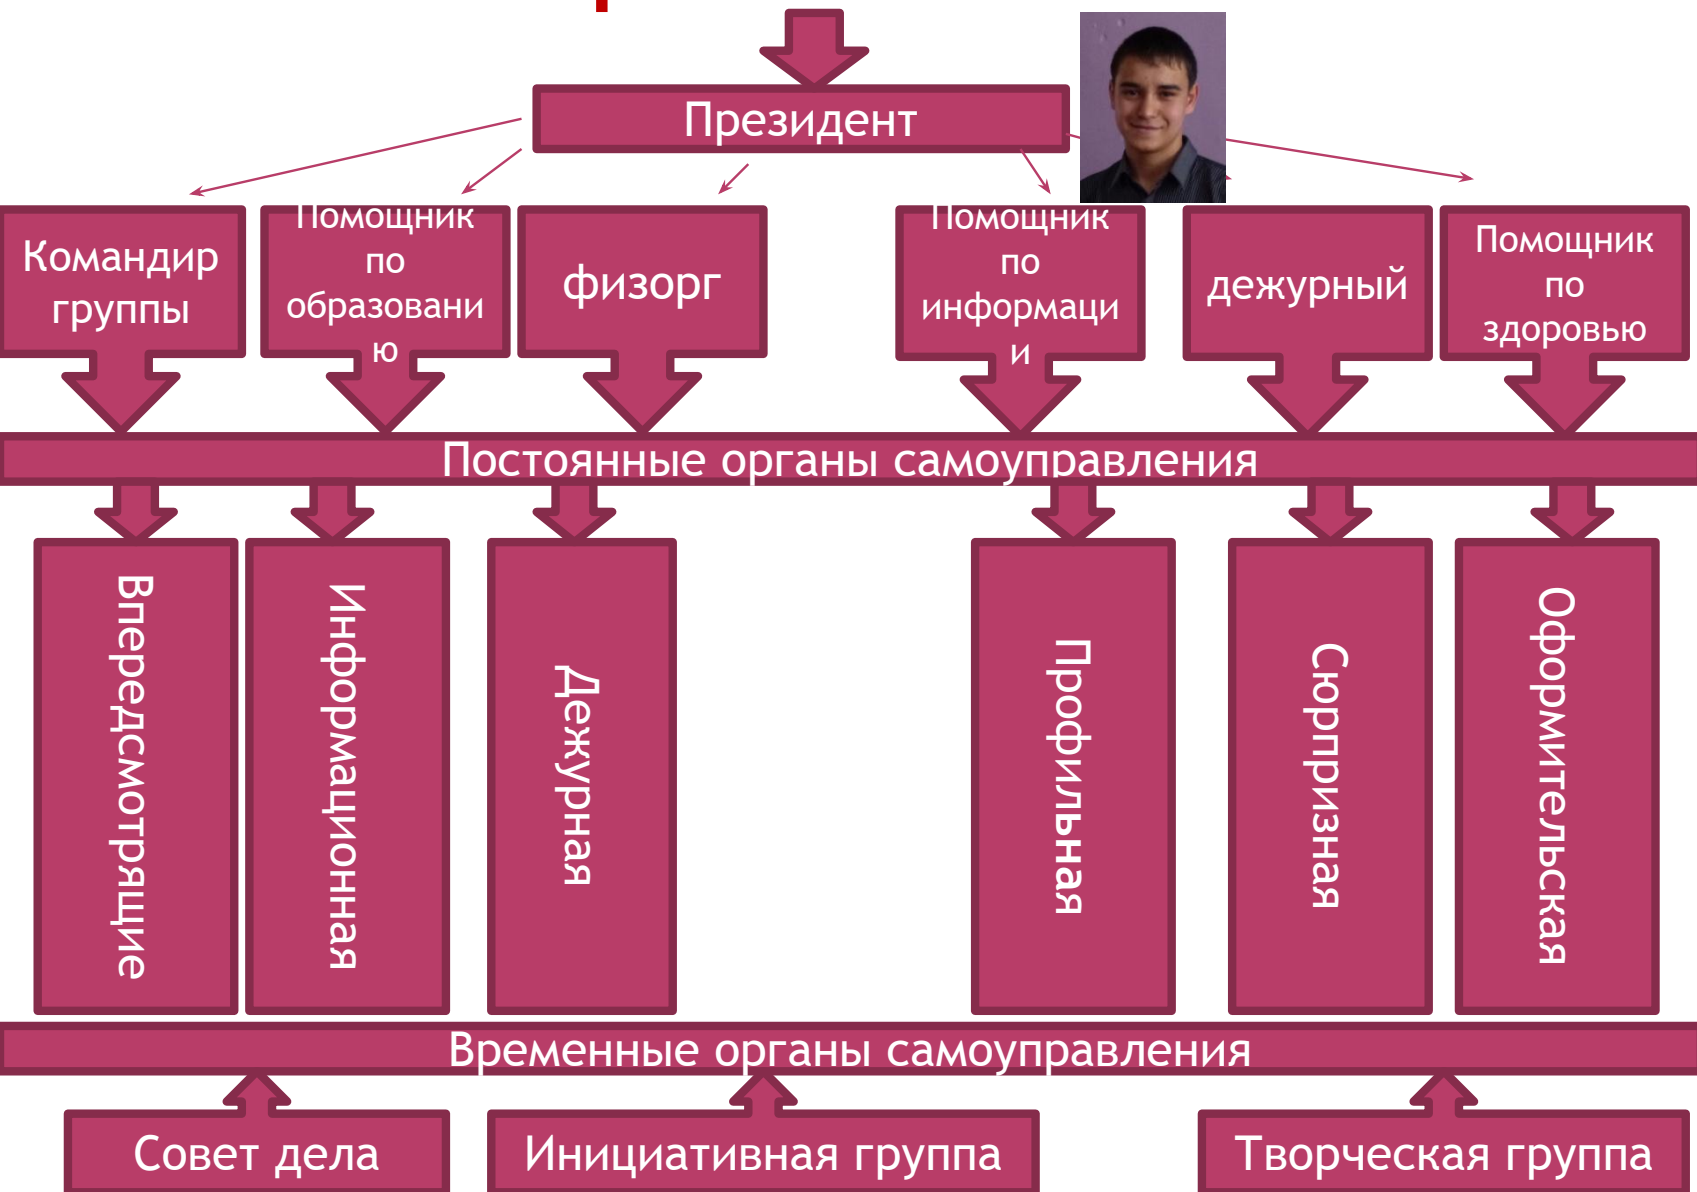 Президент
Командир
группы
Помощник
по
образовани
ю
физорг
Помощник
по
информаци
и
дежурный
Помощник
по
здоровью
Постоянные органы самоуправления
Впередсмотрящие
Информационная
Дежурная
Профильная
Сюрпризная
Оформительская
Временные органы самоуправления
Совет дела
Инициативная группа
Творческая группа